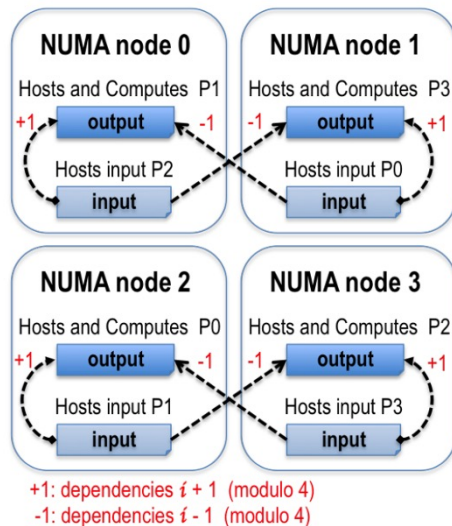 NUMA node 0
Hosts and Computes P1
+1
output
-1
Hosts input P2
input
NUMA node 1
Hosts and Computes P3
-1
output
+1
Hosts input P0
input
NUMA node 2
Hosts and Computes P0
+1
output
-1
Hosts input P1
input
NUMA node 3
Hosts and Computes P2
-1
output
+1
Hosts input P3
input
+1: dependencies i + 1 (modulo 4)
-1: dependencies i - 1 (modulo 4)